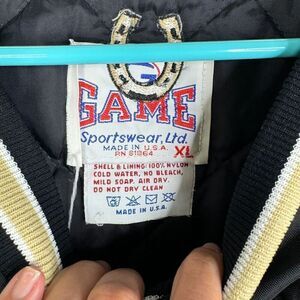 GAME
Sportswear, Ltd.
MADE IN U.S.A.
RN 81264 XL
SHELL & LINING: 100% NYLON
COLD WATER, NO BLEACH,
MILD SOAP. AIR DRY.
DO NOT DRY CLEAN
MADE IN U.S.A.